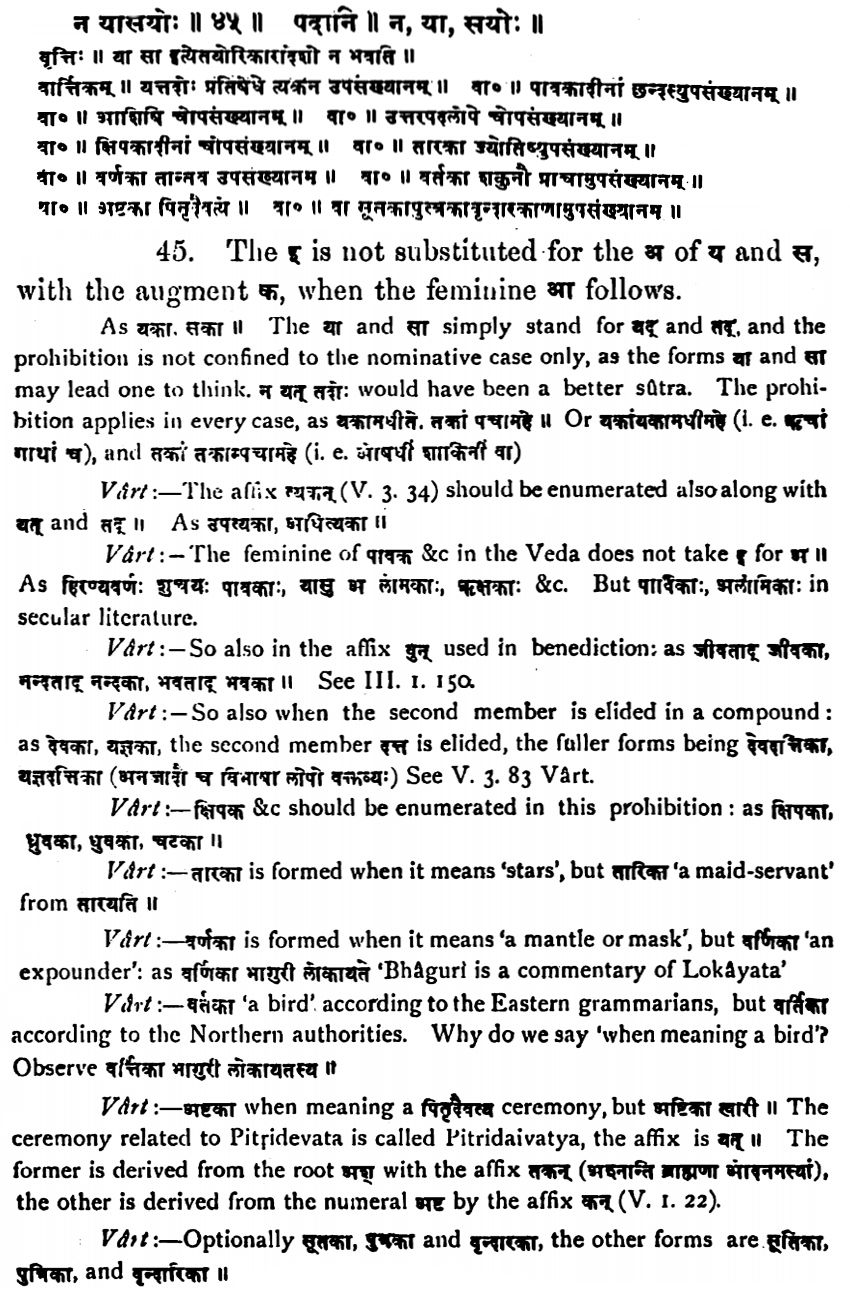 न यासयोः ॥ ४५ ॥ पदानि ॥ न, या, सयोः ॥
वृत्तिः ॥ या सा इत्येतयोरिकारादेशो न भवति ॥
वार्त्तिकम् ॥ यत्तदोः प्रतिषेधे त्यकन उपसंख्यानम् ॥ वा० ॥ पावकादीनां छन्दस्युपसंख्यानम् ॥
वा० ॥ आशिषि चोपसंख्यानम् ॥ वा० ॥ उत्तरपदलोपे चोपसंख्यानम् ॥
वा० ॥ क्षिपकादीनां चोपसंख्यानम् ॥ वा० ॥ तारका ज्योतिष्युपसंख्यानम् ॥
वा० ॥ वर्णका तान्तव उपसंख्यानम ॥ वा० ॥ वर्तका शकुनौ प्राचामुपसंख्यानम् ॥
वा० ॥ अष्टका पितृदैवत्ये ॥ वा० ॥ वा सूतकापुत्रकावृन्दारकाणामुपसंख्यानम ॥
45. The इ is not substituted for the अ of य and स,
with the augment क, when the feminine आ follows.
As यका. सका ॥ The या and सा simply stand for यद् and तद्, and the
prohibition is not confined to the nominative case only, as the forms या and सा
may lead one to think. न यत् तदोः would have been a better sûtra. The prohi-
bition applies in every case, as यकामधीते. तकां पचामहे ॥ Or यकांयकामधीमहे (i. e. ऋचां
गाथां च), and तकां तकाम्पचामहे (i. e. ओषधीं शाकिनीं वा)
Vârt :—The affix त्यकन् (V. 3. 34) should be enumerated also along with
यत् and तद् ॥ As उपत्यका, अधित्यका ॥
Vârt :—The feminine of पावक &c in the Veda does not take इ for अ ॥
As हिरण्यवर्णः शुचयः पावकाः, यासु अ लोमकाः, ऋक्षकाः &c. But पाविकाः, अलोमिकाः in
secular literature.
Vârt :—So also in the affix वुन् used in benediction: as जीवताद् जीवका,
नन्दताद् नन्दका, भवताद् भवका ॥ See III. 1. 150.
Vârt :—So also when the second member is elided in a compound :
as देवका, यज्ञका, the second member दत्त is elided, the fuller forms being देवदत्तिका,
यज्ञदत्तिका (अनजादौ च विभाषा लोपो वक्तव्यः) See V. 3. 83 Vârt.
Vârt :—क्षिपक &c should be enumerated in this prohibition : as क्षिपका,
ध्रुवका, धुवका, चटका ॥
Vârt :—तारका is formed when it means 'stars', but तारिका 'a maid-servant'
from तारयति ॥
Vârt :—वर्णका is formed when it means 'a mantle or mask', but वर्णिका 'an
expounder': as वर्णिका भागुरी लोकायते 'Bhâgurî is a commentary of Lokâyata'
Vârt :—वर्तका 'a bird' according to the Eastern grammarians, but वर्तिका
according to the Northern authorities. Why do we say 'when meaning a bird'?
Observe वर्त्तिका भागुरी लोकायतस्य ॥
Vârt :—अष्टका when meaning a पितृदैवत्य ceremony, but अष्टिका खारी ॥ The
ceremony related to Pitṛidevata is called Pitridaivatya, the affix is यत् ॥ The
former is derived from the root अश् with the affix तकन् (अश्नान्ति ब्राह्मणा ओदनमस्यां),
the other is derived from the numeral अष्ट by the affix कन् (V. 1. 22).
Vârt :—Optionally सूतका, पुत्रका and वृन्दारका, the other forms are सूतिका,
पुत्रिका, and वृन्दारिका ॥